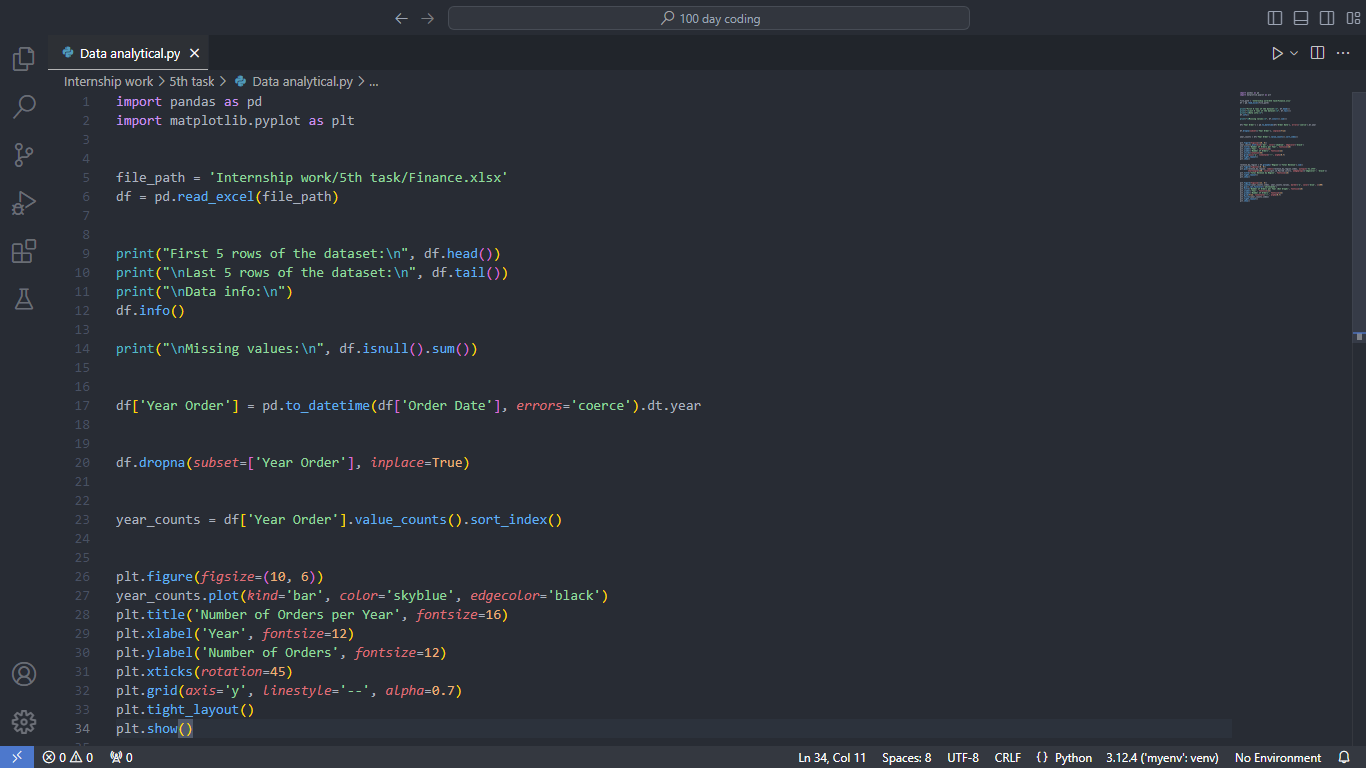 100 day coding
Data analytical.py
Internship work > 5th task > Data analytical.py > ...
1 import pandas as pd
2 import matplotlib.pyplot as plt
3
4
5 file_path = 'Internship work/5th task/Finance.xlsx'
6 df = pd.read_excel(file_path)
7
8
9 print("First 5 rows of the dataset:\n", df.head())
10 print("\nLast 5 rows of the dataset:\n", df.tail())
11 print("\nData info:\n")
12 df.info()
13
14 print("\nMissing values:\n", df.isnull().sum())
15
16
17 df['Year Order'] = pd.to_datetime(df['Order Date'], errors='coerce').dt.year
18
19
20 df.dropna(subset=['Year Order'], inplace=True)
21
22
23 year_counts = df['Year Order'].value_counts().sort_index()
24
25
26 plt.figure(figsize=(10, 6))
27 year_counts.plot(kind='bar', color='skyblue', edgecolor='black')
28 plt.title('Number of Orders per Year', fontsize=16)
29 plt.xlabel('Year', fontsize=12)
30 plt.ylabel('Number of Orders', fontsize=12)
31 plt.xticks(rotation=45)
32 plt.grid(axis='y', linestyle='--', alpha=0.7)
33 plt.tight_layout()
34 plt.show()
0 0 0 Ln 34, Col 11 Spaces: 8 UTF-8 CRLF {} Python 3.12.4 ('myenv': venv) No Environment